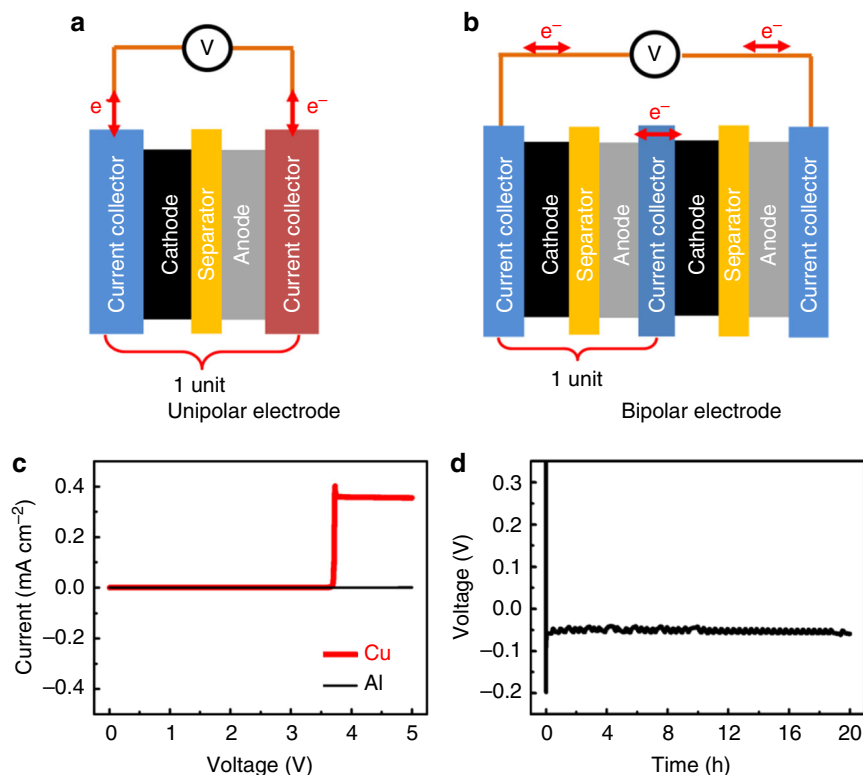 a
V
e⁻
e⁻
Current collector
Cathode
Separator
Anode
Current collector
1 unit
Unipolar electrode
b
V
e⁻
e⁻
e⁻
Current collector
Cathode
Separator
Anode
Current collector
Cathode
Separator
Anode
Current collector
1 unit
Bipolar electrode
c
Current (mA cm⁻²)
0.4
0.2
0.0
−0.2
−0.4
Cu
Al
0 1 2 3 4 5
Voltage (V)
d
Voltage (V)
0.3
0.2
0.1
0.0
−0.1
−0.2
0 4 8 12 16 20
Time (h)